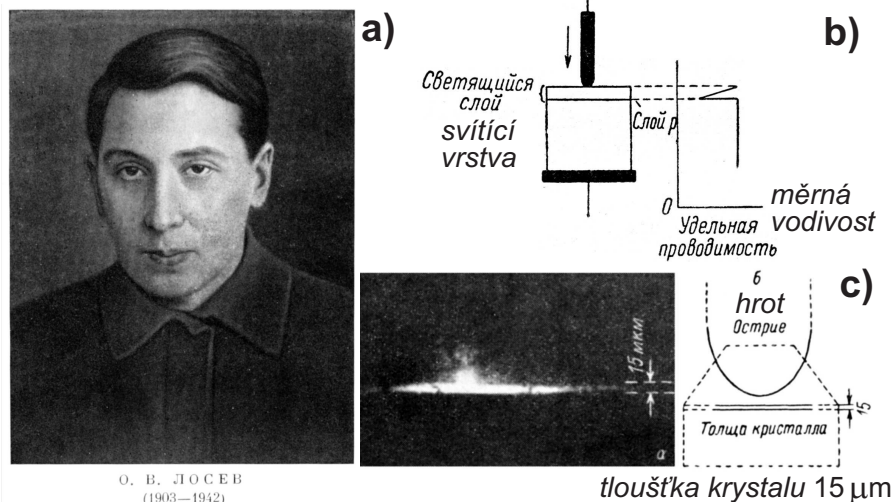 a)
О. В. ЛОСЕВ
(1903—1942)
b)
Светящийся
слой
svítící
vrstva
Слой р
0
měrná
vodivost
Удельная
проводимость
c)
15 мкм
а
б
hrot
Острие
15
Толща кристалла
tloušťka krystalu 15 μm